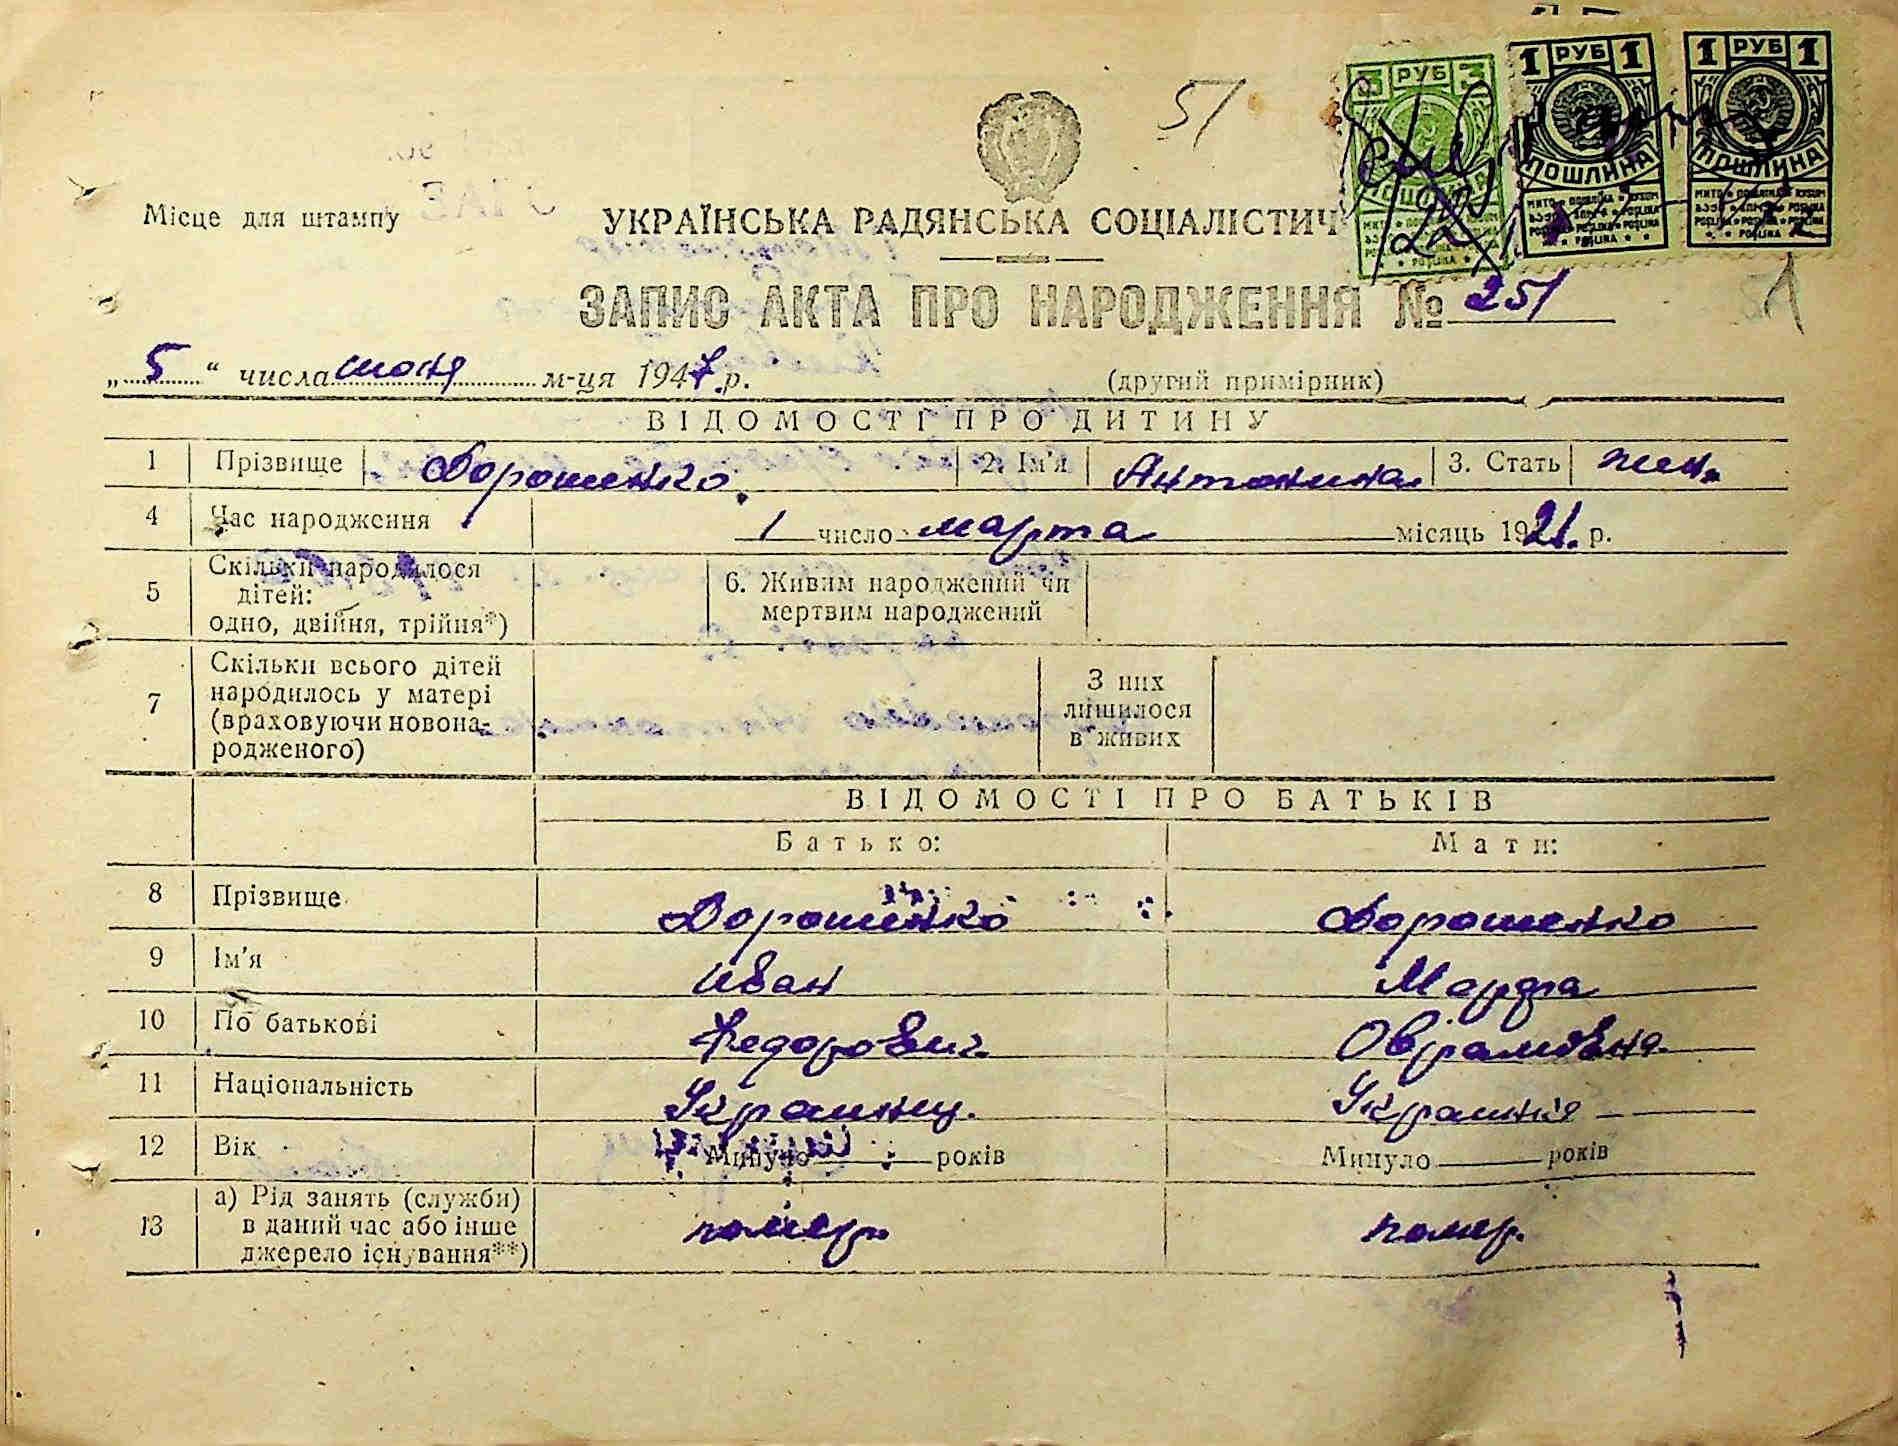 51
3 РУБ 3
1 РУБ 1
1 РУБ 1
ПОШЛИНА
ПОШЛИНА
Місце для штампу
УКРАЇНСЬКА РАДЯНСЬКА СОЦІАЛІСТИЧ
ЗАПИС АКТА ПРО НАРОДЖЕННЯ № 251
„ 5 “ числа июня м-ця 1947 р.
(другий примірник)
ВІДОМОСТІ ПРО ДИТИНУ
1 Прізвище Дорошенко 2. Ім'я Антонина 3. Стать жен.
4 Час народження 1 число марта місяць 1921. р.
5 Скільки народилося дітей: одно, двійня, трійня*) 6. Живим народжений чи мертвим народжений
7 Скільки всього дітей народилось у матері (враховуючи новонародженого) З них лишилося в живих
ВІДОМОСТІ ПРО БАТЬКІВ
Батько: Мати:
8 Прізвище Дорошенко Дорошенко
9 Ім'я Иван Марфа
10 По батькові Федорович Оврамовна
11 Національність Украинец. Украинка
12 Вік Минуло років Минуло років
13 а) Рід занять (служби) в даний час або інше джерело існування**) помер. помер.